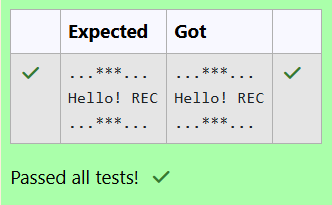 Expected Got
...***... ...***...
Hello! REC Hello! REC
...***... ...***...
Passed all tests!